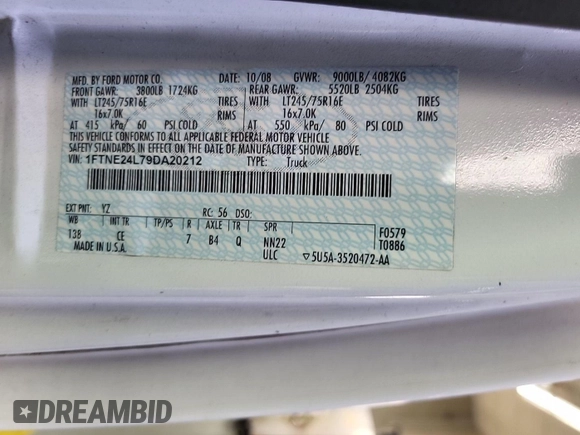 MFD. BY FORD MOTOR CO. DATE: 10/08 GVWR: 9000LB/ 4082KG
FRONT GAWR: 3800LB 1724KG REAR GAWR: 5520LB 2504KG
WITH LT245/75R16E TIRES WITH LT245/75R16E TIRES
16x7.0K RIMS 16x7.0K RIMS
AT 415 kPa/ 60 PSI COLD AT 550 kPa/ 80 PSI COLD
THIS VEHICLE CONFORMS TO ALL APPLICABLE FEDERAL MOTOR VEHICLE
SAFETY STANDARDS IN EFFECT ON THE DATE OF MANUFACTURE SHOWN ABOVE.
VIN: 1FTNE24L79DA20212 TYPE: Truck
EXT PNT: YZ RC: 56 DSO:
WB INT TR TP/PS R AXLE TR SPR F0579
138 CE 7 B4 Q NN22 T0886
MADE IN U.S.A. ULC ▽5U5A-3520472-AA
DREAMBID